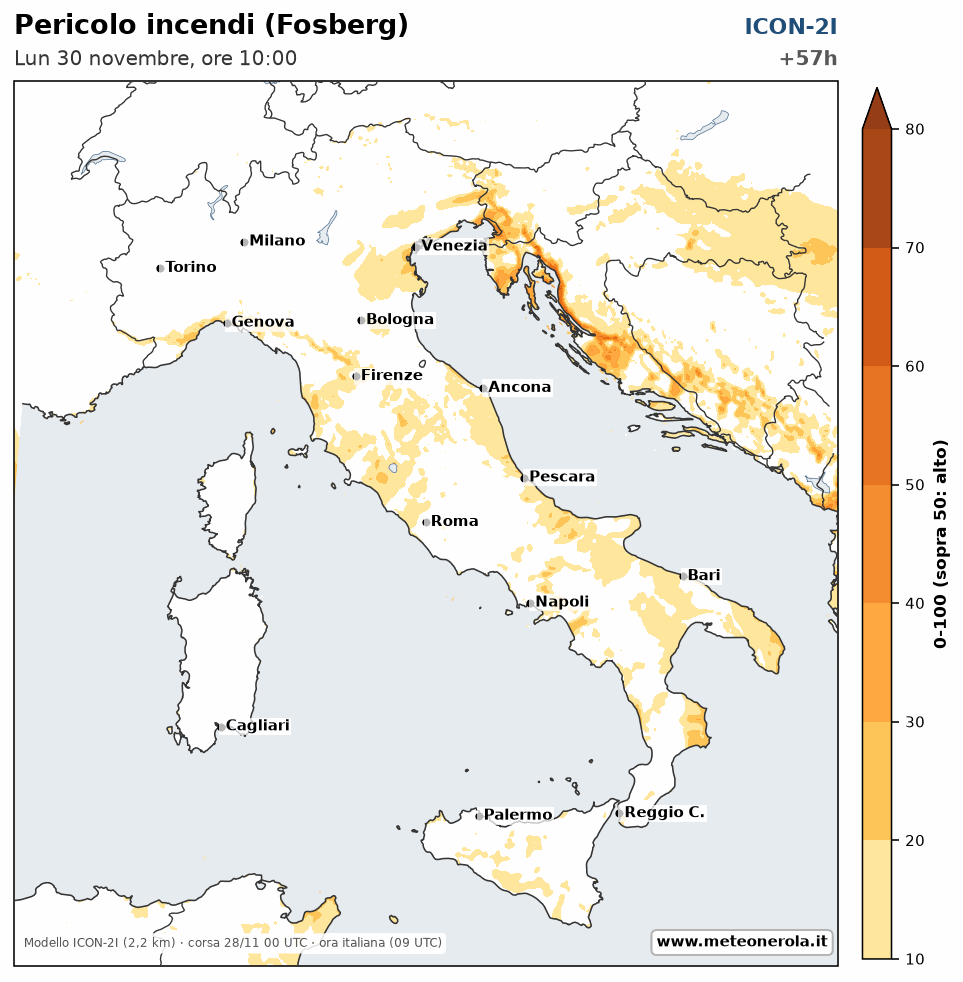 Pericolo incendi (Fosberg)
ICON-2I
Lun 30 novembre, ore 10:00
+57h
80
70
60
50
40
30
20
10
0-100 (sopra 50: alto)
Milano
Venezia
Torino
Genova
Bologna
Firenze
Ancona
Pescara
Roma
Bari
Napoli
Cagliari
Palermo
Reggio C.
Modello ICON-2I (2,2 km) · corsa 28/11 00 UTC · ora italiana (09 UTC)
www.meteonerola.it